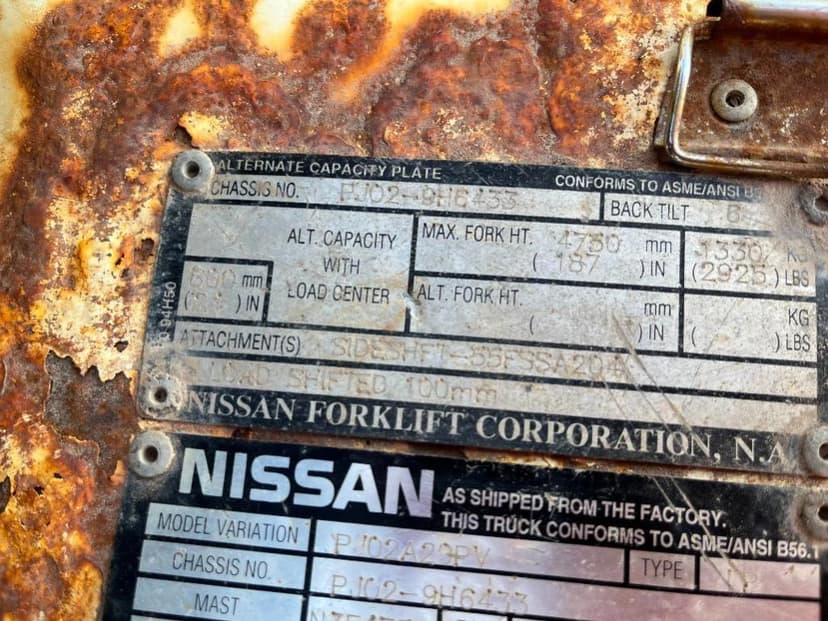 ALTERNATE CAPACITY PLATE CONFORMS TO ASME/ANSI
CHASSIS NO. PJ02-9H6433 BACK TILT 6
ALT. CAPACITY WITH LOAD CENTER
mm
( ) IN
MAX. FORK HT. 4750 mm
(187) IN
1330 KG
(2925) LBS
ALT. FORK HT. mm
( ) IN
KG
( ) LBS
ATTACHMENT(S)
LOAD SHIFTED 100mm
NISSAN FORKLIFT CORPORATION, N.A
94H50
NISSAN AS SHIPPED FROM THE FACTORY.
THIS TRUCK CONFORMS TO ASME/ANSI B56.1
MODEL VARIATION PJ02A29PV TYPE
CHASSIS NO. PJ02-9H6433
MAST